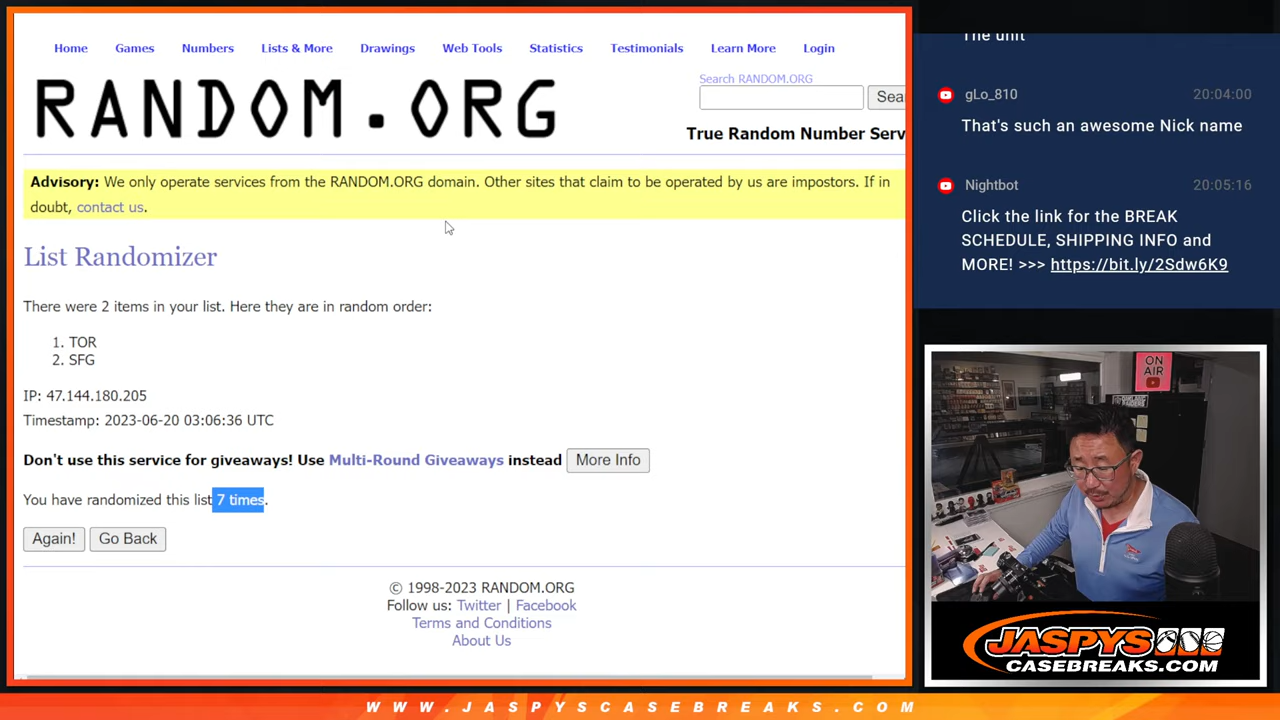 Home Games Numbers Lists & More Drawings Web Tools Statistics Testimonials Learn More Login
RANDOM.ORG
Search RANDOM.ORG
Sea
True Random Number Serv
Advisory: We only operate services from the RANDOM.ORG domain. Other sites that claim to be operated by us are impostors. If in
doubt, contact us.
List Randomizer
There were 2 items in your list. Here they are in random order:
1. TOR
2. SFG
IP: 47.144.180.205
Timestamp: 2023-06-20 03:06:36 UTC
Don't use this service for giveaways! Use Multi-Round Giveaways instead More Info
You have randomized this list 7 times.
Again! Go Back
© 1998-2023 RANDOM.ORG
Follow us: Twitter | Facebook
Terms and Conditions
About Us
The unit
gLo_810 20:04:00
That's such an awesome Nick name
Nightbot 20:05:16
Click the link for the BREAK
SCHEDULE, SHIPPING INFO and
MORE! >>> https://bit.ly/2Sdw6K9
ON
AIR
JASPYS
CASEBREAKS.COM
WWW.JASPYSCASEBREAKS.COM